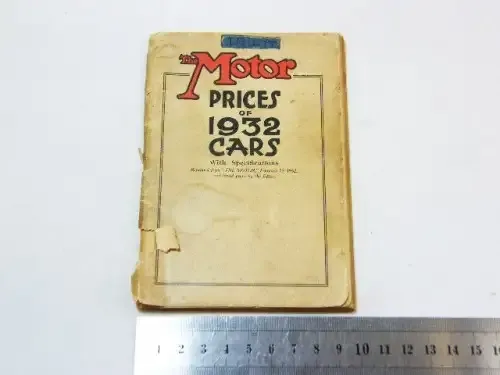 The Motor
PRICES
OF
1932
CARS
With Specifications
1 2 3 4 5 6 7 8 9 10 11 12 13 14 15